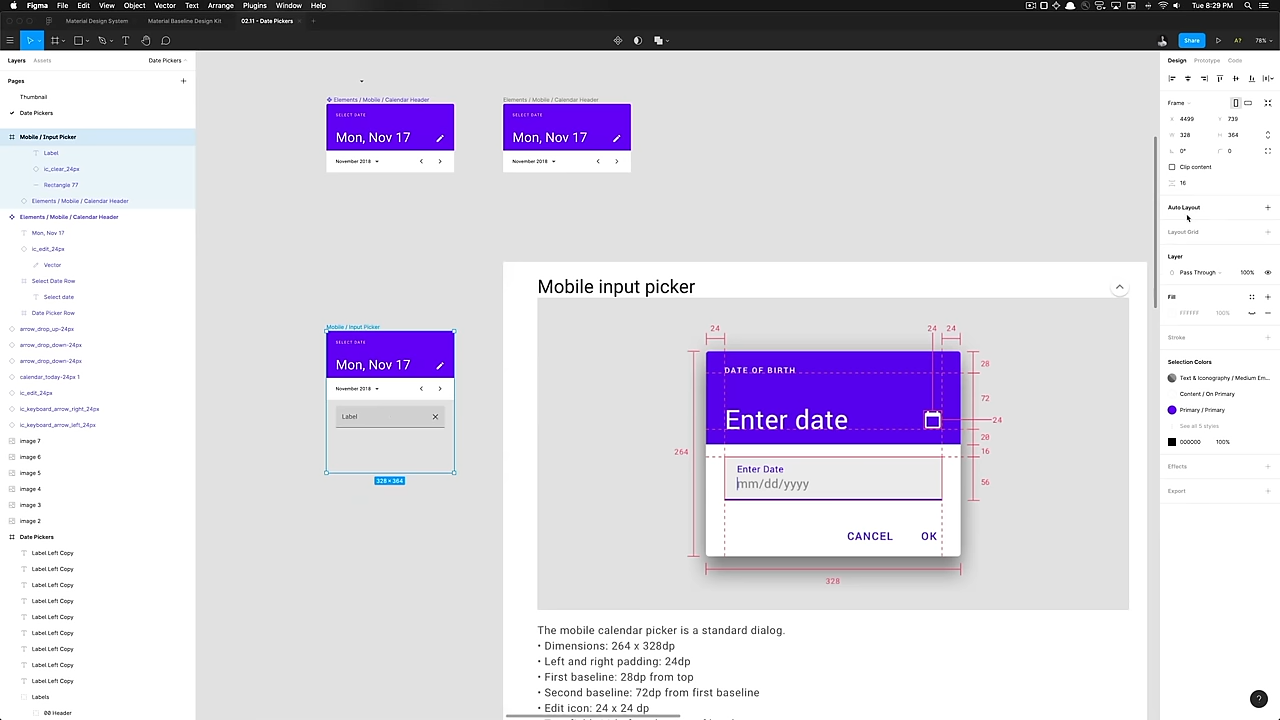 Figma File Edit View Object Vector Text Arrange Plugins Window Help
Tue 8:29 PM
Material Design System
Material Baseline Design Kit
02.11 - Date Pickers
Share
A?
78%
Layers Assets Date Pickers
Pages
Thumbnail
Date Pickers
Mobile / Input Picker
Label
ic_clear_24px
Rectangle 77
Elements / Mobile / Calendar Header
Elements / Mobile / Calendar Header
Mon, Nov 17
ic_edit_24px
Vector
Select Date Row
Select date
Date Picker Row
arrow_drop_up-24px
arrow_drop_down-24px
arrow_drop_down-24px
calendar_today-24px 1
ic_edit_24px
ic_keyboard_arrow_right_24px
ic_keyboard_arrow_left_24px
image 7
image 6
image 5
image 4
image 3
image 2
Date Pickers
Label Left Copy
Label Left Copy
Label Left Copy
Label Left Copy
Label Left Copy
Label Left Copy
Label Left Copy
Label Left Copy
Label Left Copy
Labels
00 Header
Elements / Mobile / Calendar Header
SELECT DATE
Mon, Nov 17
November 2018
Elements / Mobile / Calendar Header
SELECT DATE
Mon, Nov 17
November 2018
Mobile / Input Picker
SELECT DATE
Mon, Nov 17
November 2018
Label
328 × 364
Mobile input picker
24 24 24
DATE OF BIRTH
28
72
Enter date
24
28
264
16
Enter Date
mm/dd/yyyy
56
CANCEL OK
328
The mobile calendar picker is a standard dialog.
• Dimensions: 264 x 328dp
• Left and right padding: 24dp
• First baseline: 28dp from top
• Second baseline: 72dp from first baseline
• Edit icon: 24 x 24 dp
Design Prototype Code
Frame
X 4499 Y 739
W 328 H 364
0° 0
Clip content
16
Auto Layout
Layout Grid
Layer
Pass Through 100%
Fill
FFFFFF 100%
Stroke
Selection Colors
Text & Iconography / Medium Em...
Content / On Primary
Primary / Primary
See all 5 styles
000000 100%
Effects
Export
?